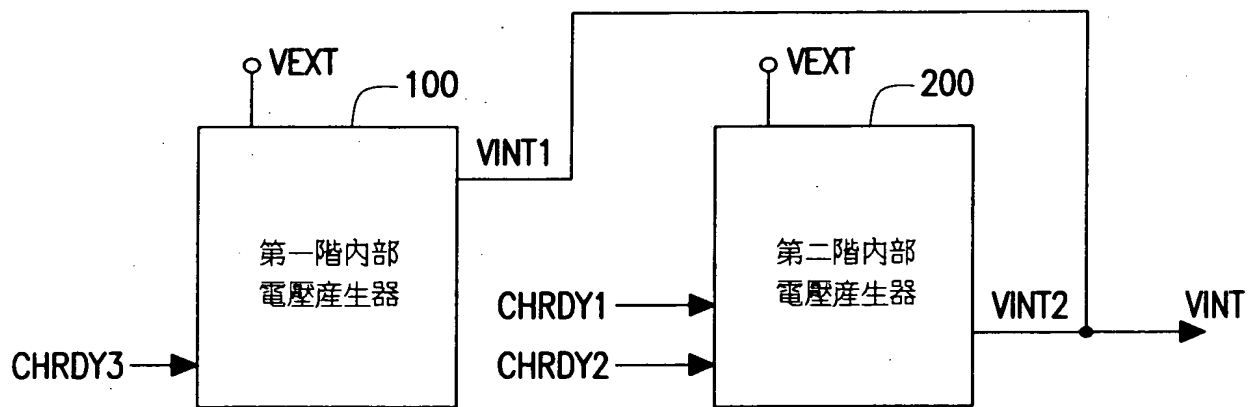 VEXT
100
VINT1
第一階內部
電壓產生器
CHRDY3
VEXT
200
第二階內部
電壓產生器
CHRDY1
CHRDY2
VINT2
VINT